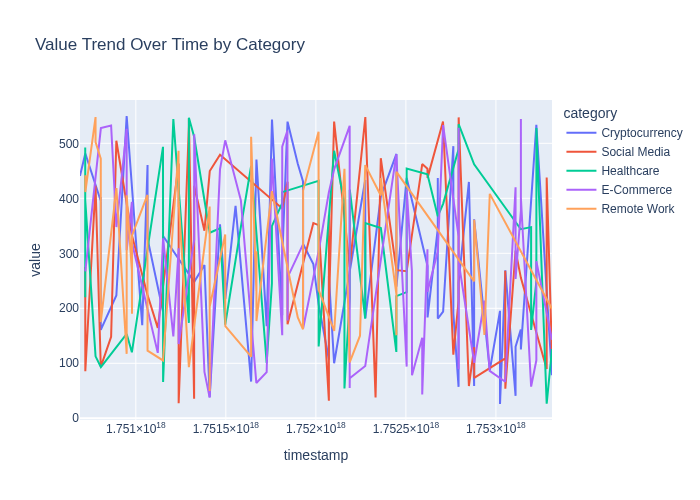 Value Trend Over Time by Category
category
Cryptocurrency
Social Media
Healthcare
E-Commerce
Remote Work
value
500
400
300
200
100
0
1.751×10¹⁸ 1.7515×10¹⁸ 1.752×10¹⁸ 1.7525×10¹⁸ 1.753×10¹⁸
timestamp